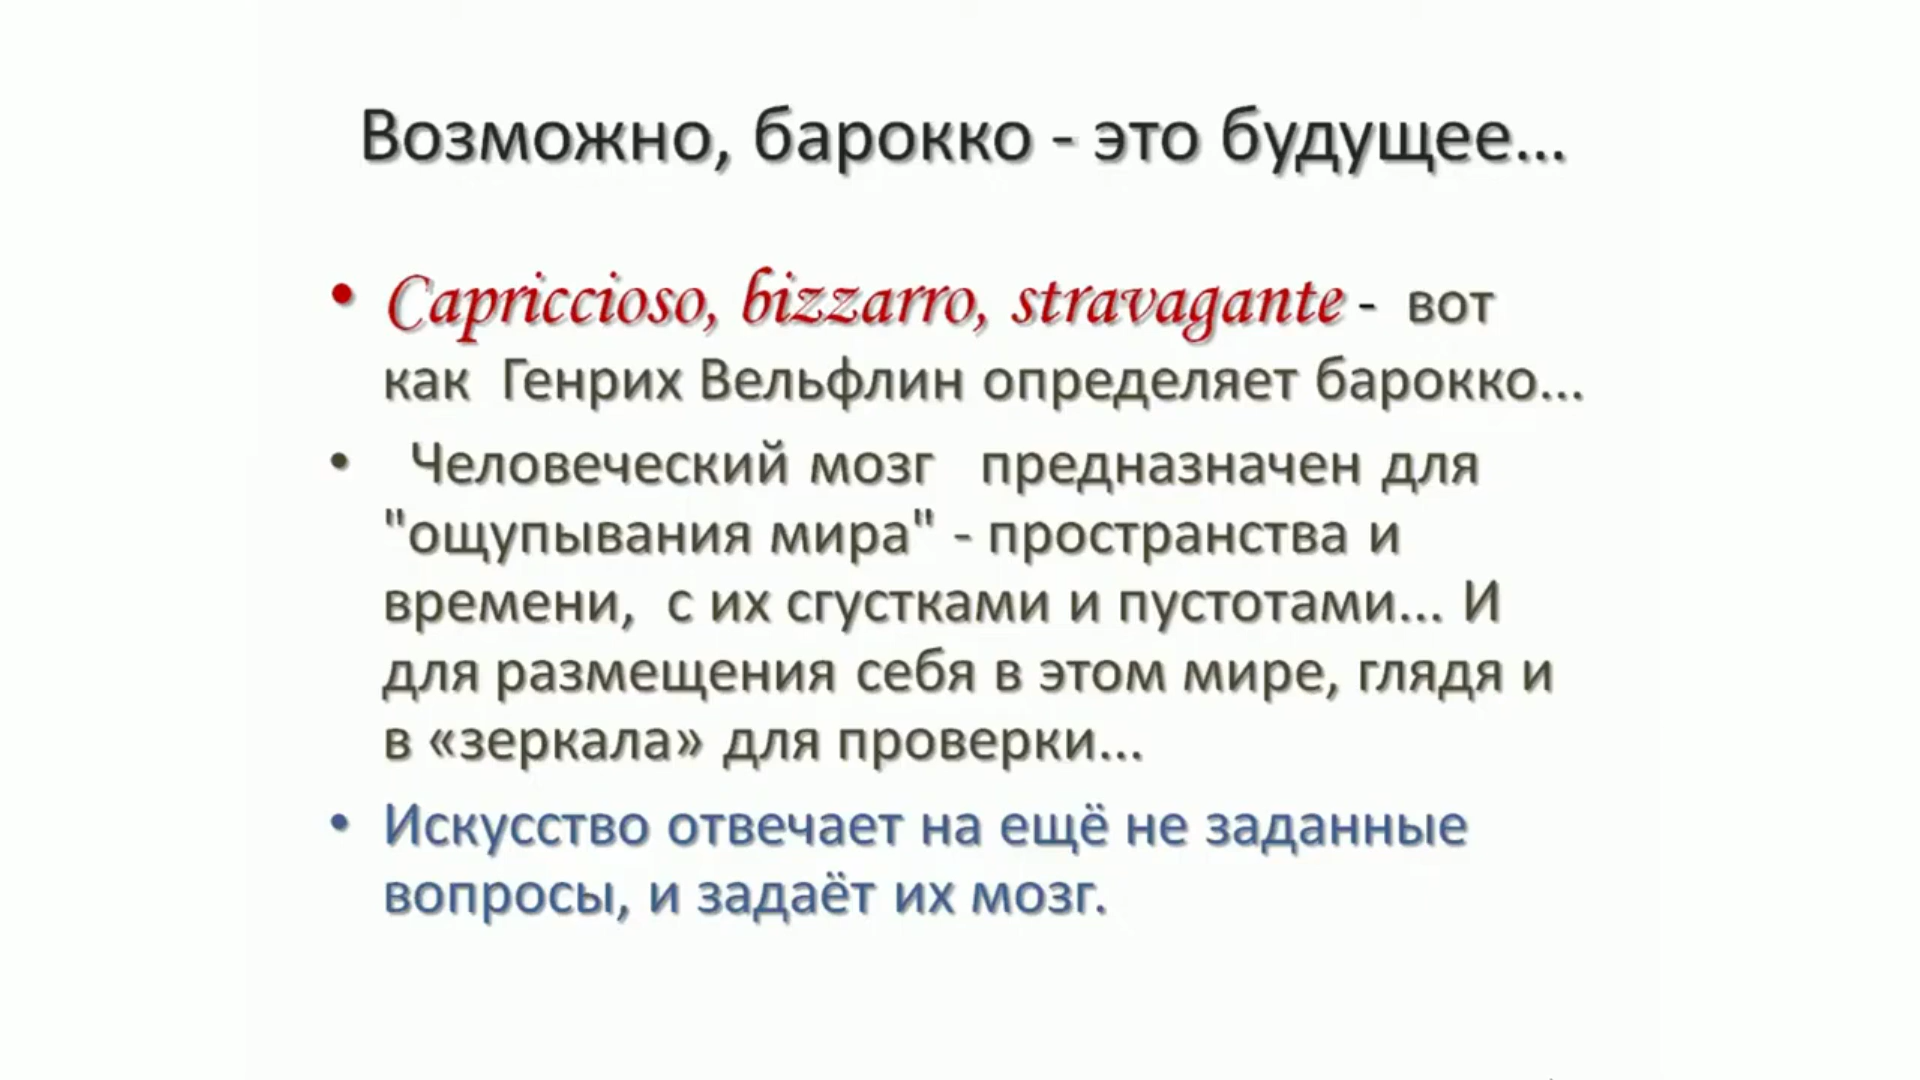 Возможно, барокко - это будущее...
• Capriccioso, bizzarro, stravagante - вот
как Генрих Вельфлин определяет барокко...
• Человеческий мозг предназначен для
"ощупывания мира" - пространства и
времени, с их сгустками и пустотами... И
для размещения себя в этом мире, глядя и
в «зеркала» для проверки...
• Искусство отвечает на ещё не заданные
вопросы, и задаёт их мозг.